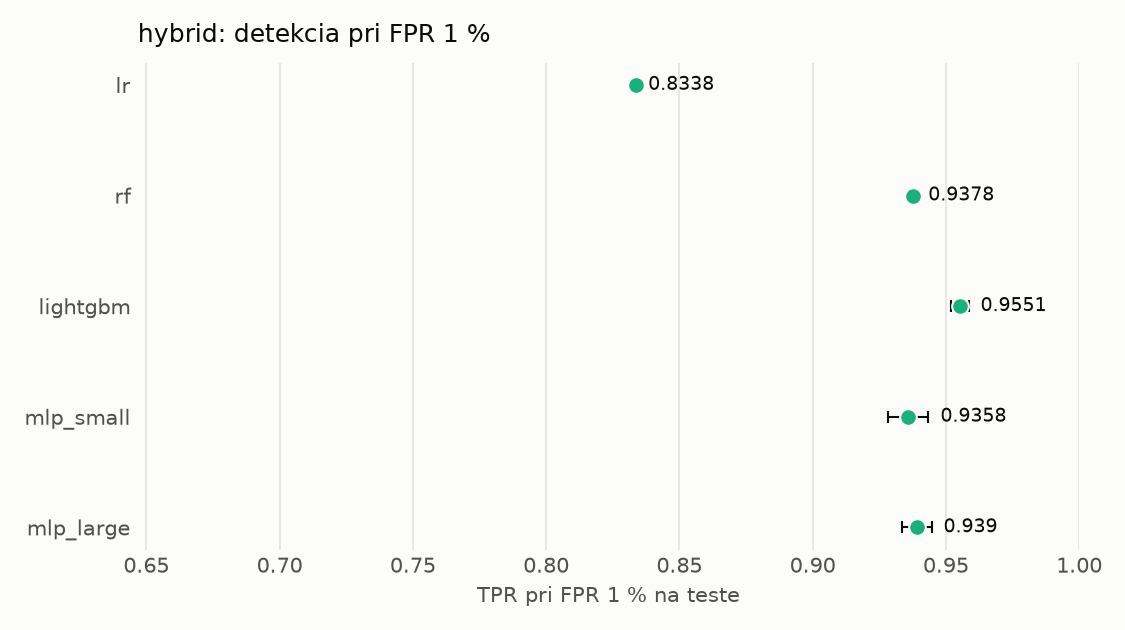 hybrid: detekcia pri FPR 1 %
lr
0.8338
rf
0.9378
lightgbm
0.9551
mlp_small
0.9358
mlp_large
0.939
0.65 0.70 0.75 0.80 0.85 0.90 0.95 1.00
TPR pri FPR 1 % na teste